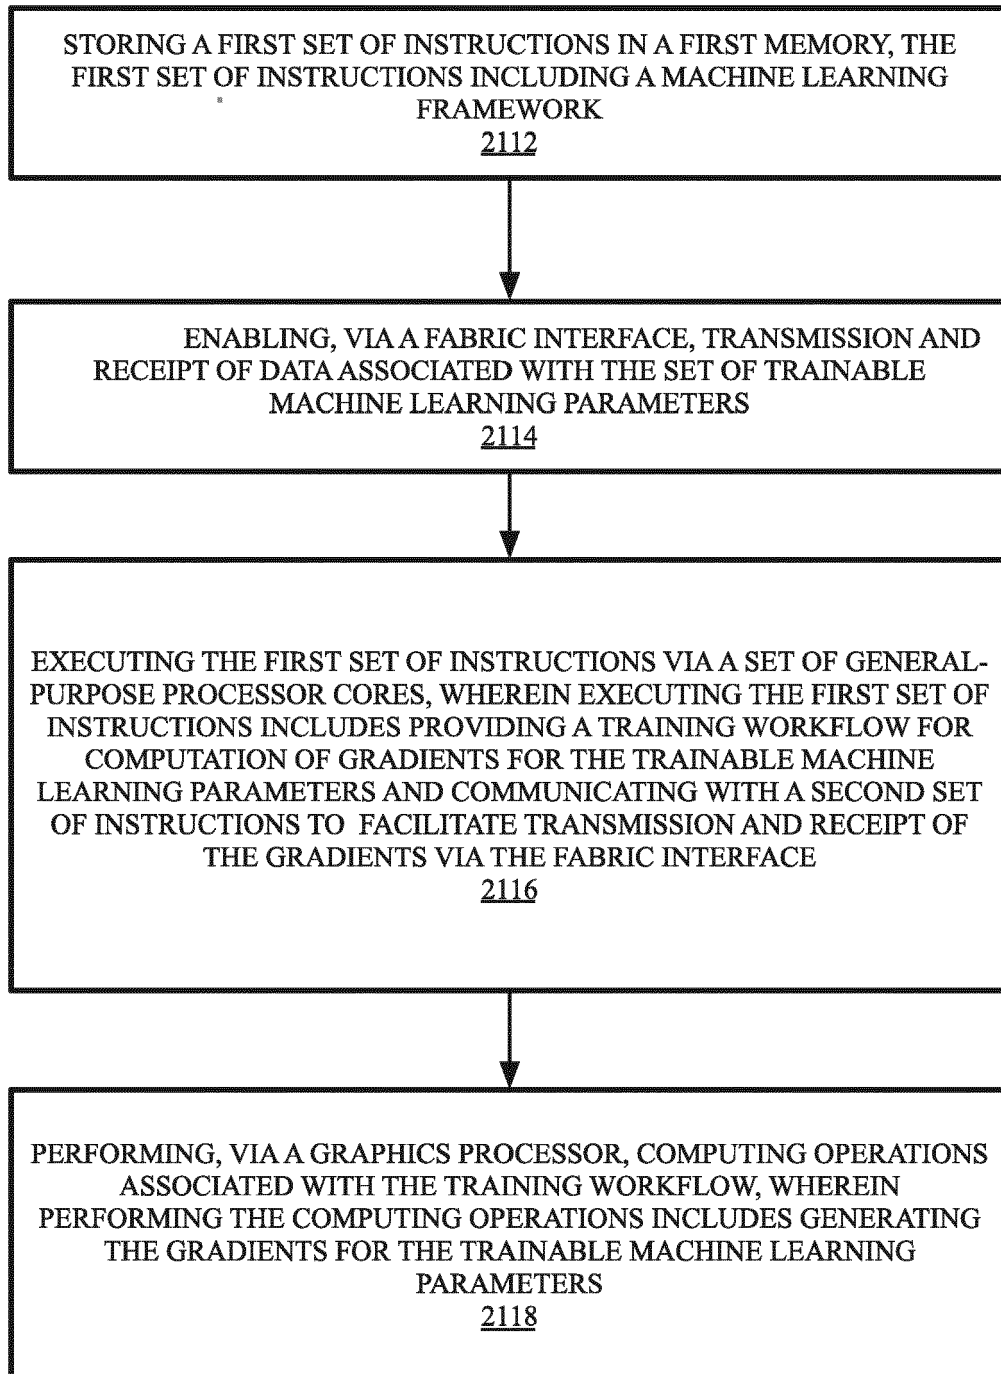 STORING A FIRST SET OF INSTRUCTIONS IN A FIRST MEMORY, THE
FIRST SET OF INSTRUCTIONS INCLUDING A MACHINE LEARNING
FRAMEWORK
2112
ENABLING, VIA A FABRIC INTERFACE, TRANSMISSION AND
RECEIPT OF DATA ASSOCIATED WITH THE SET OF TRAINABLE
MACHINE LEARNING PARAMETERS
2114
EXECUTING THE FIRST SET OF INSTRUCTIONS VIA A SET OF GENERAL-
PURPOSE PROCESSOR CORES, WHEREIN EXECUTING THE FIRST SET OF
INSTRUCTIONS INCLUDES PROVIDING A TRAINING WORKFLOW FOR
COMPUTATION OF GRADIENTS FOR THE TRAINABLE MACHINE
LEARNING PARAMETERS AND COMMUNICATING WITH A SECOND SET
OF INSTRUCTIONS TO FACILITATE TRANSMISSION AND RECEIPT OF
THE GRADIENTS VIA THE FABRIC INTERFACE
2116
PERFORMING, VIA A GRAPHICS PROCESSOR, COMPUTING OPERATIONS
ASSOCIATED WITH THE TRAINING WORKFLOW, WHEREIN
PERFORMING THE COMPUTING OPERATIONS INCLUDES GENERATING
THE GRADIENTS FOR THE TRAINABLE MACHINE LEARNING
PARAMETERS
2118